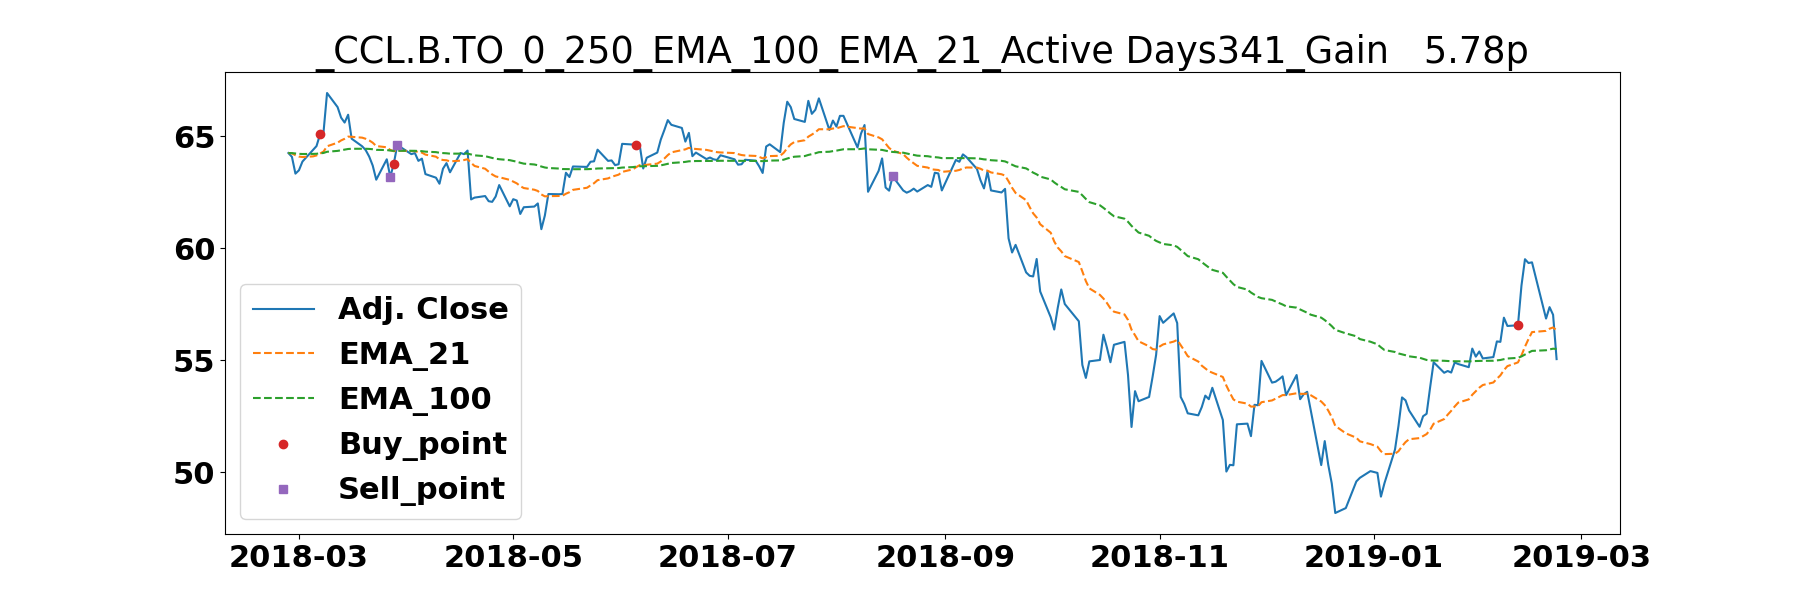 _CCL.B.TO_0_250_EMA_100_EMA_21_Active Days341_Gain   5.78p
65
60
55
50
Adj. Close
EMA_21
EMA_100
Buy_point
Sell_point
2018-03 2018-05 2018-07 2018-09 2018-11 2019-01 2019-03